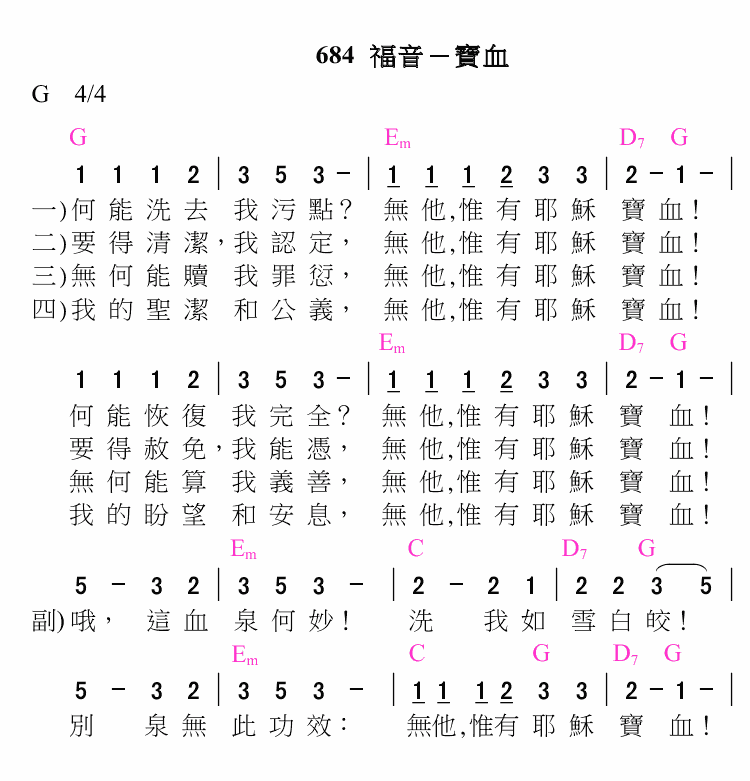 684 福音－寶血
G 4/4
G Em D7 G
1 1 1 2 | 3 5 3 － | 1 1 1 2 3 3 | 2 － 1 － |
一)何能洗去 我污點？ 無他,惟有耶穌 寶血！
二)要得清潔，我認定， 無他,惟有耶穌 寶血！
三)無何能贖 我罪愆， 無他,惟有耶穌 寶血！
四)我的聖潔 和公義， 無他,惟有耶穌 寶血！
Em D7 G
1 1 1 2 | 3 5 3 － | 1 1 1 2 3 3 | 2 － 1 － |
何能恢復 我完全？ 無他,惟有耶穌 寶血！
要得赦免，我能憑， 無他,惟有耶穌 寶血！
無何能算 我義善， 無他,惟有耶穌 寶血！
我的盼望 和安息， 無他,惟有耶穌 寶血！
Em C D7 G
5 － 3 2 | 3 5 3 － | 2 － 2 1 | 2 2 3 5 |
副)哦， 這血 泉何妙！ 洗 我如 雪白皎！
Em C G D7 G
5 － 3 2 | 3 5 3 － | 1 1 1 2 3 3 | 2 － 1 － |
別 泉無 此功效： 無他,惟有耶穌 寶血！